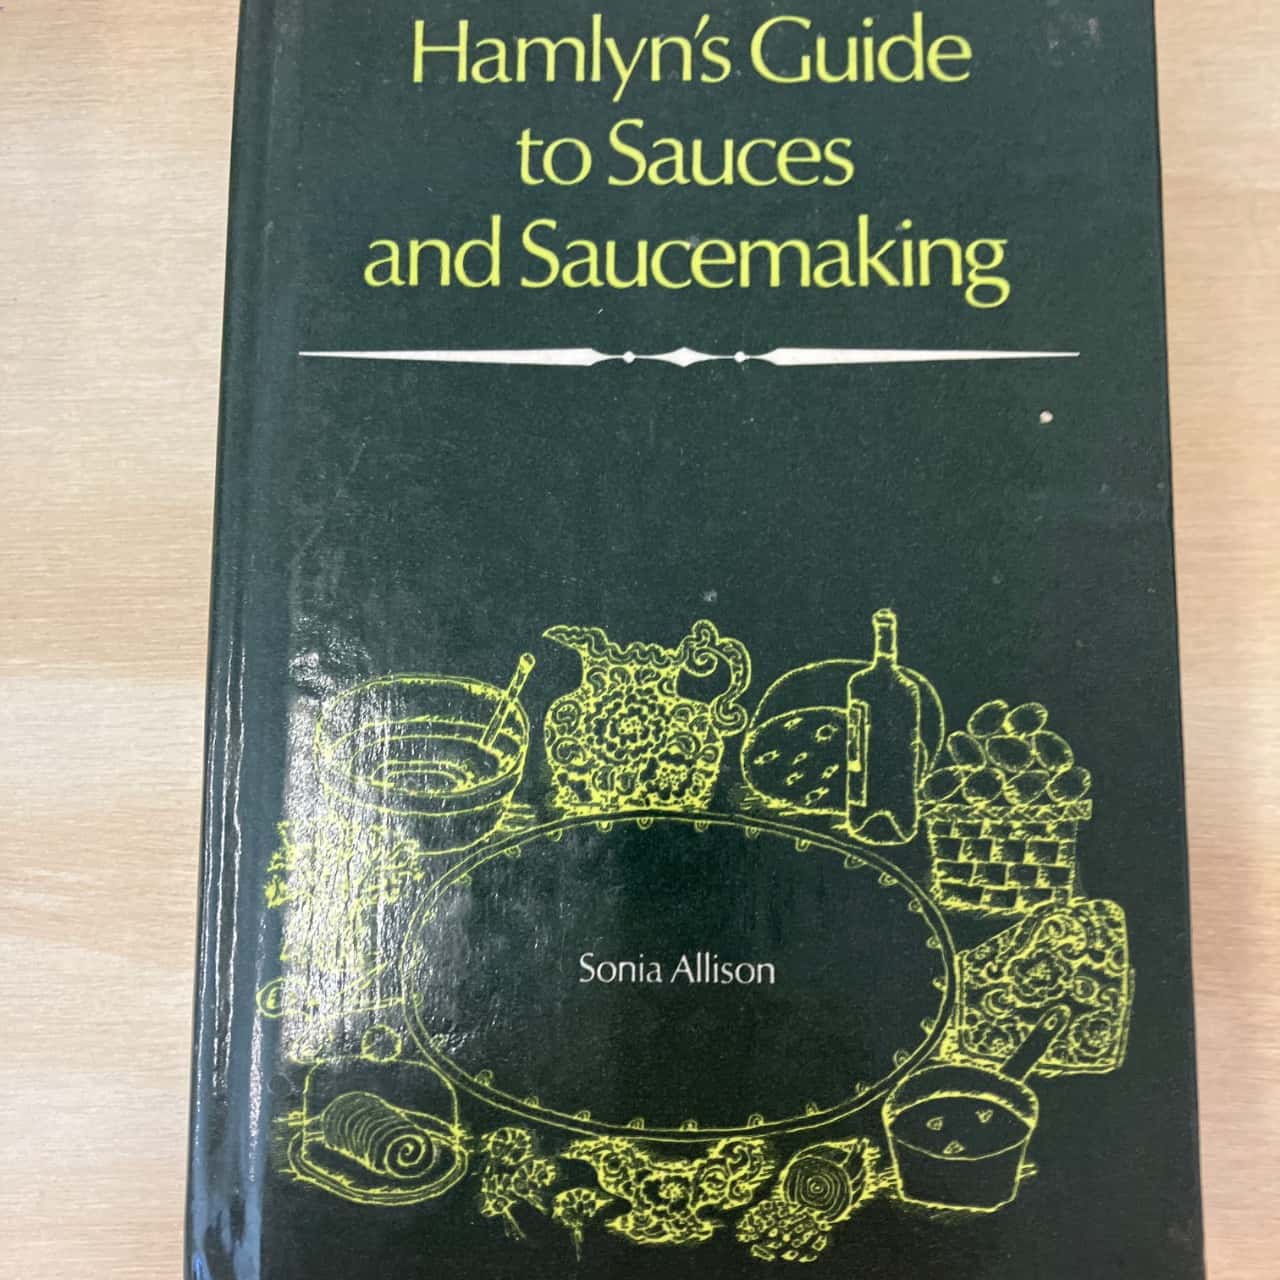 Hamlyn's Guide
to Sauces
and Saucemaking
Sonia Allison